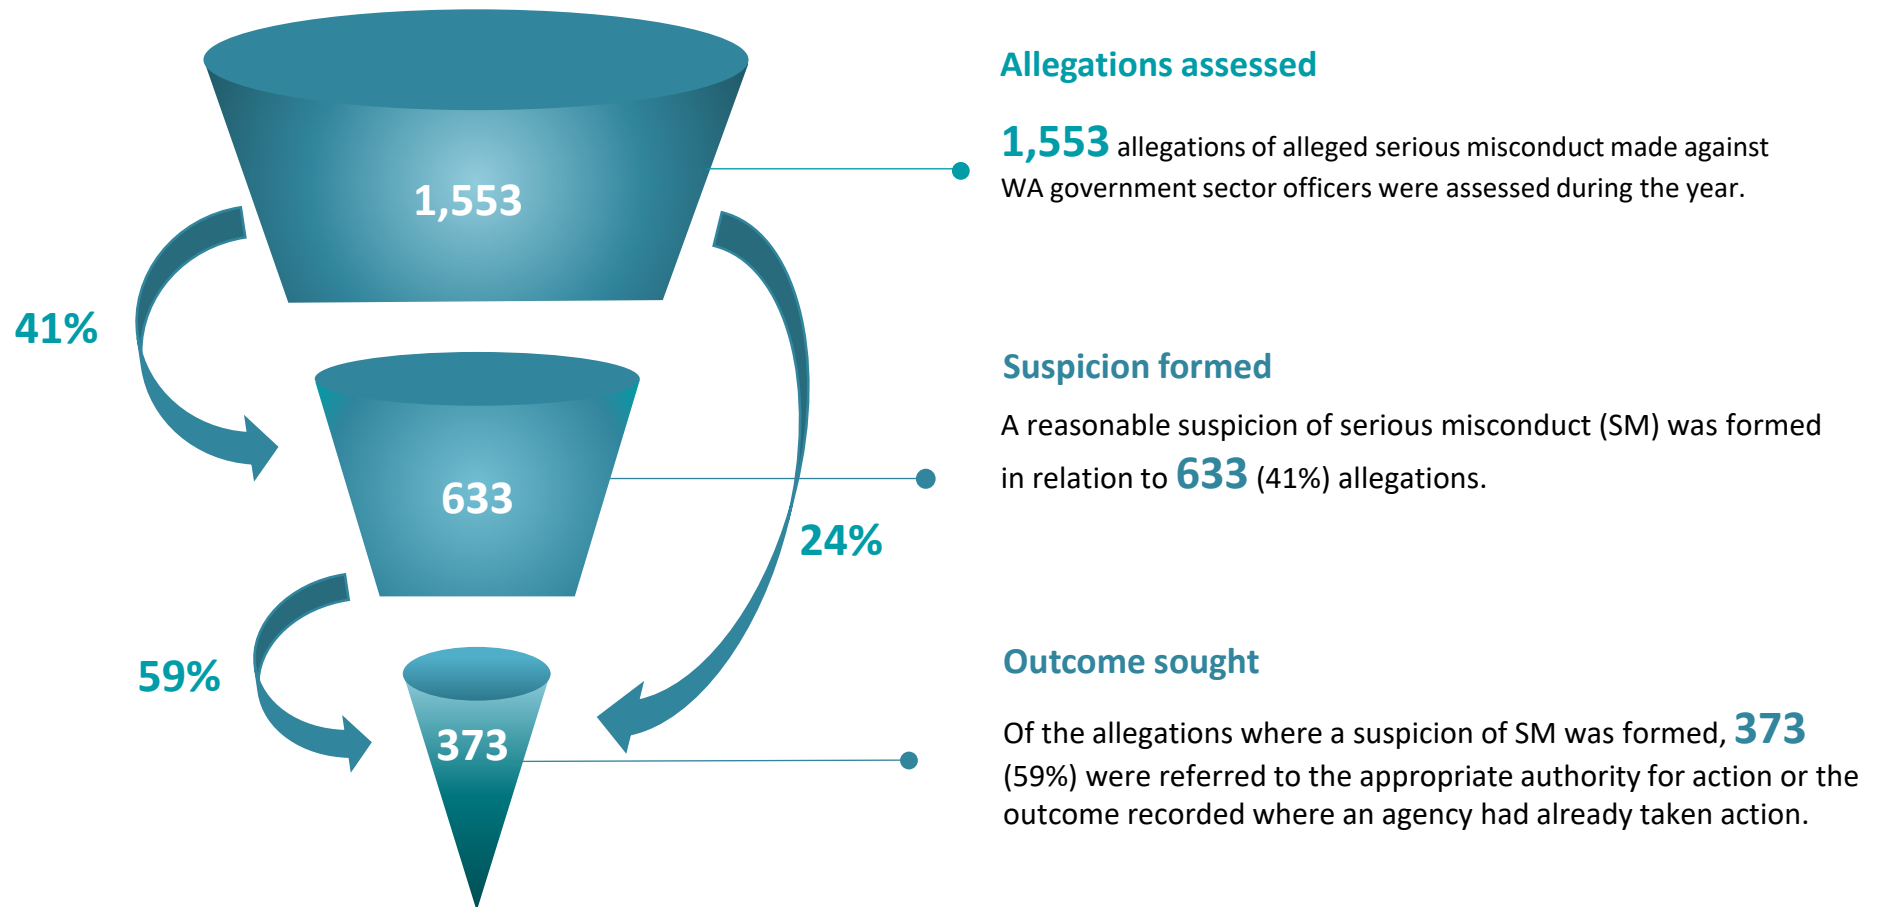 Allegations assessed
1,553 allegations of alleged serious misconduct made against
WA government sector officers were assessed during the year.
1,553
41%
Suspicion formed
A reasonable suspicion of serious misconduct (SM) was formed
in relation to 633 (41%) allegations.
633
24%
59%
Outcome sought
Of the allegations where a suspicion of SM was formed, 373
(59%) were referred to the appropriate authority for action or the
outcome recorded where an agency had already taken action.
373